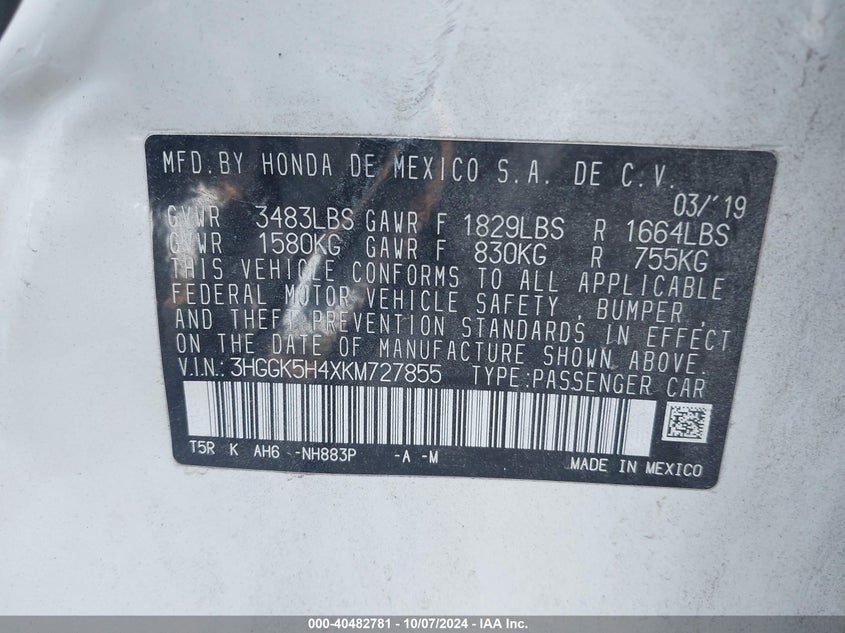 MFD. BY HONDA DE MEXICO S.A. DE C.V.
03/'19
GVWR 3483LBS GAWR F 1829LBS R 1664LBS
GVWR 1580KG GAWR F 830KG R 755KG
THIS VEHICLE CONFORMS TO ALL APPLICABLE
FEDERAL MOTOR VEHICLE SAFETY , BUMPER ,
AND THEFT PREVENTION STANDARDS IN EFFECT
ON THE DATE OF MANUFACTURE SHOWN ABOVE.
V.I.N.: 3HGGK5H4XKM727855 TYPE:PASSENGER CAR
T5R K AH6 -NH883P -A -M
MADE IN MEXICO
000-40482781 - 10/07/2024 - IAA Inc.